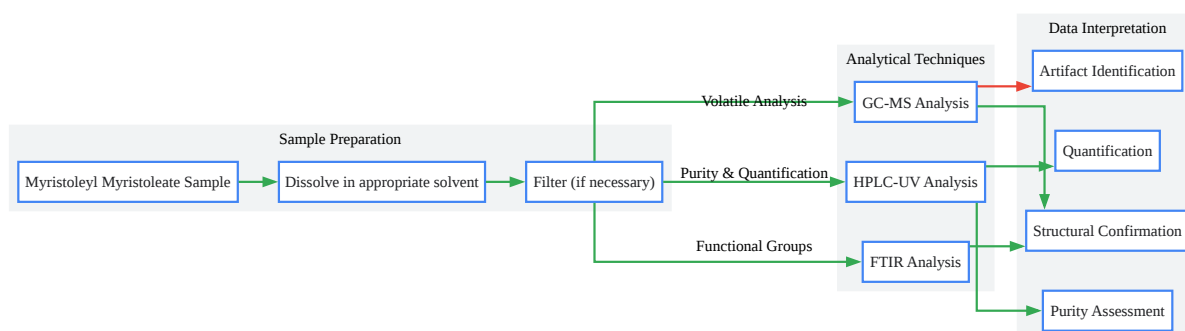 Data Interpretation
Analytical Techniques
Artifact Identification
Volatile Analysis
GC-MS Analysis
Sample Preparation
Quantification
Myristoleyl Myristoleate Sample
Dissolve in appropriate solvent
Filter (if necessary)
Purity & Quantification
HPLC-UV Analysis
Structural Confirmation
Functional Groups
FTIR Analysis
Purity Assessment